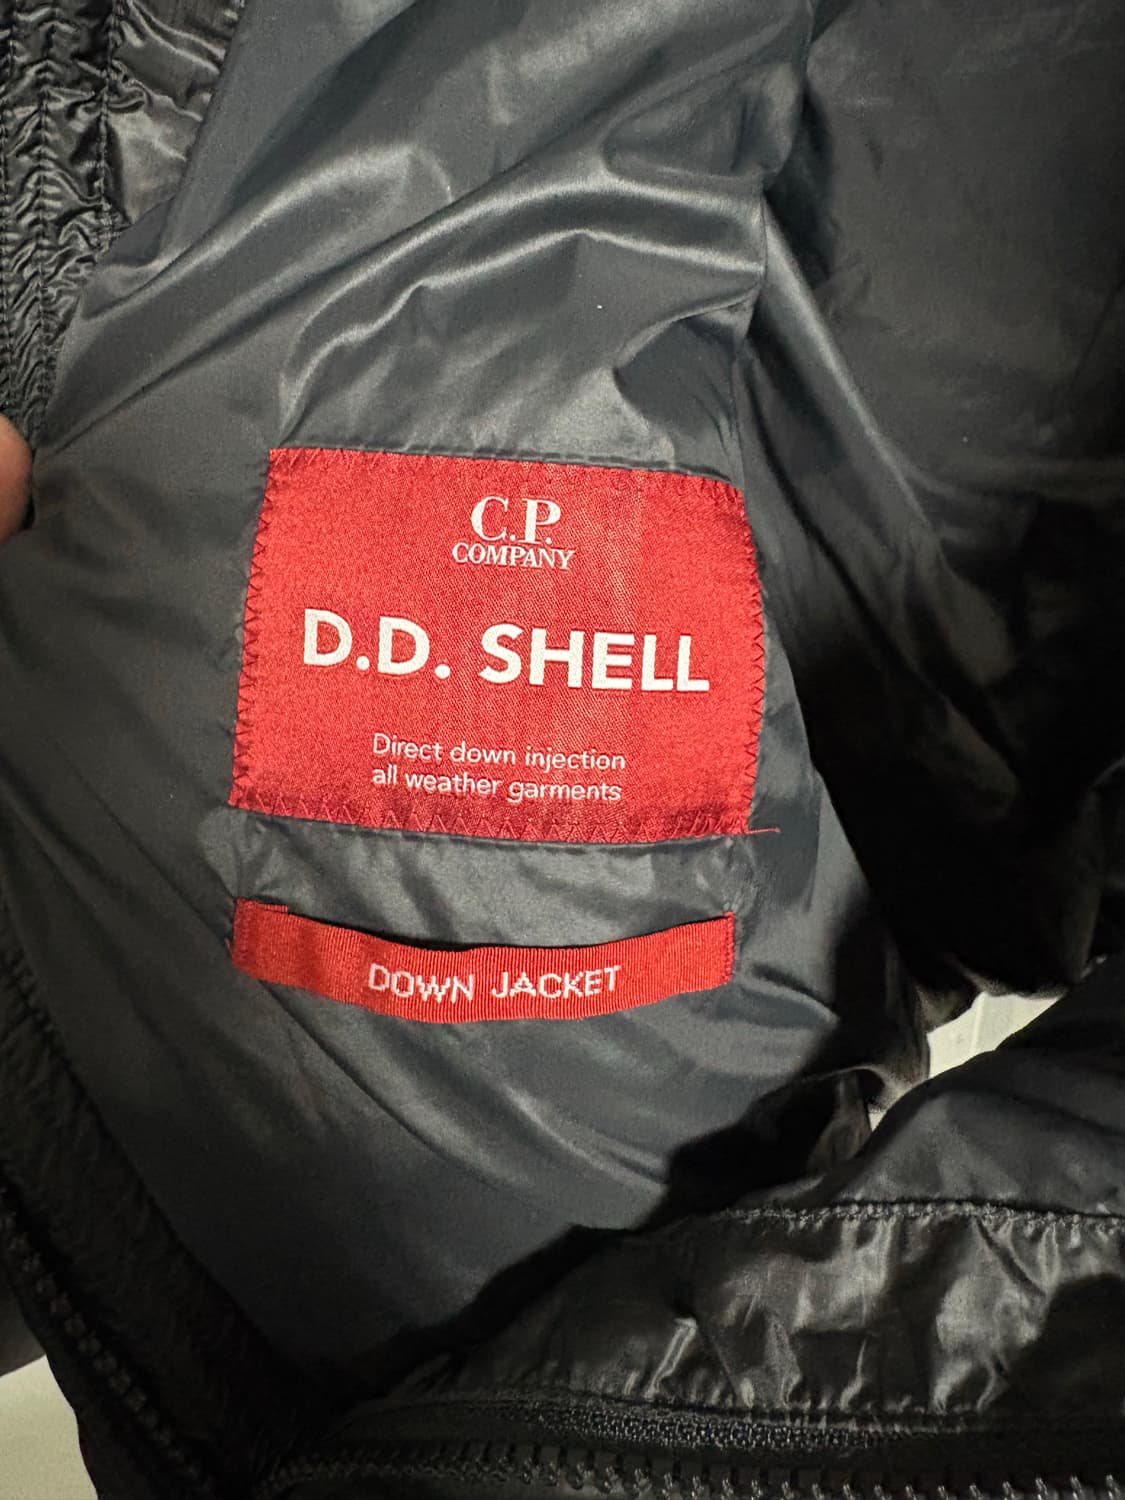 C.P.
COMPANY
D.D. SHELL
Direct down injection
all weather garments
DOWN JACKET